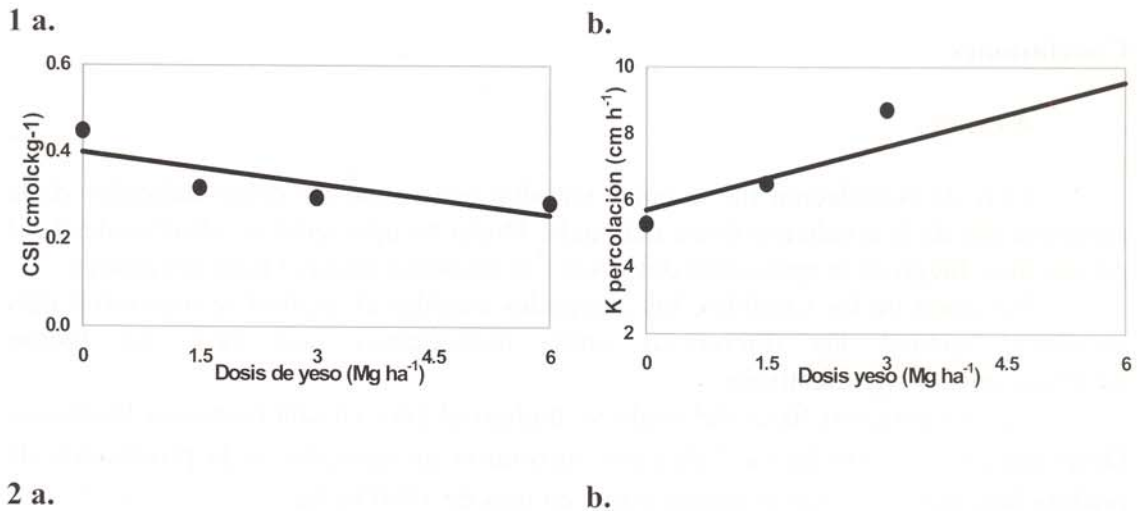 1 a.
b.
0.6
0.4
0.2
0.0
CSI (cmolckg-1)
0 1.5 3 4.5 6
Dosis de yeso (Mg ha⁻¹)
10
8
6
4
2
K percolación (cm h⁻¹)
0 1.5 3 4.5 6
Dosis yeso (Mg ha⁻¹)
2 a.
b.